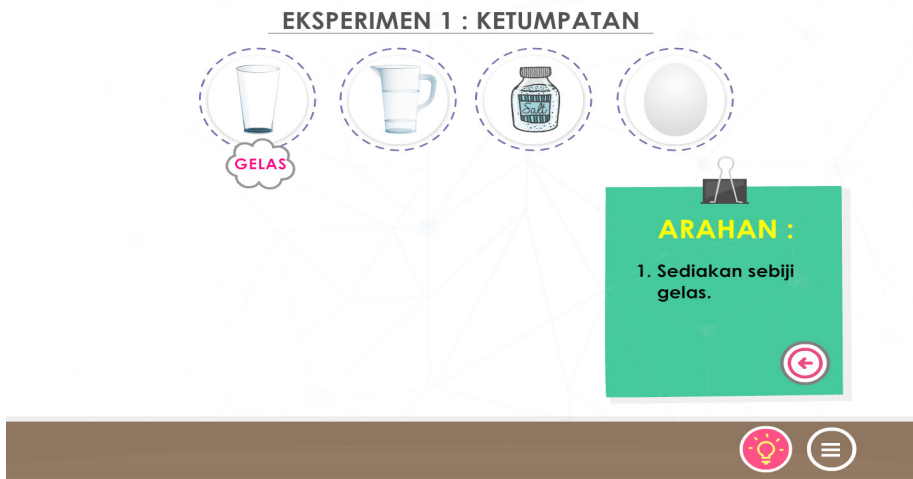 EKSPERIMEN 1 : KETUMPATAN
Salt
GELAS
ARAHAN :
1. Sediakan sebiji
gelas.